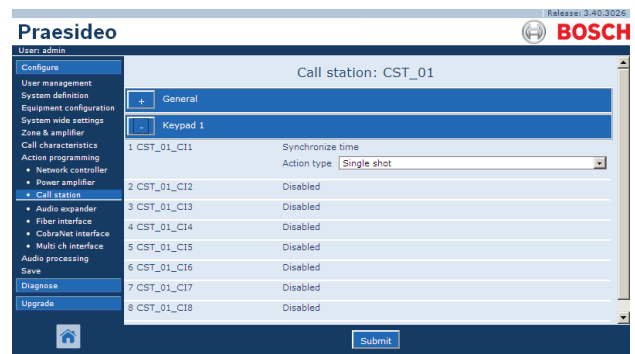 Release: 3.40.3026
Praesideo
BOSCH
User: admin
Configure
User management
System definition
Equipment configuration
System wide settings
Zone & amplifier
Call characteristics
Action programming
• Network controller
• Power amplifier
• Call station
• Audio expander
• Fiber interface
• CobraNet interface
• Multi ch interface
Audio processing
Save
Diagnose
Upgrade
Call station: CST_01
+ General
- Keypad 1
1 CST_01_CI1 Synchronize time
Action type Single shot
2 CST_01_CI2 Disabled
3 CST_01_CI3 Disabled
4 CST_01_CI4 Disabled
5 CST_01_CI5 Disabled
6 CST_01_CI6 Disabled
7 CST_01_CI7 Disabled
8 CST_01_CI8 Disabled
Submit